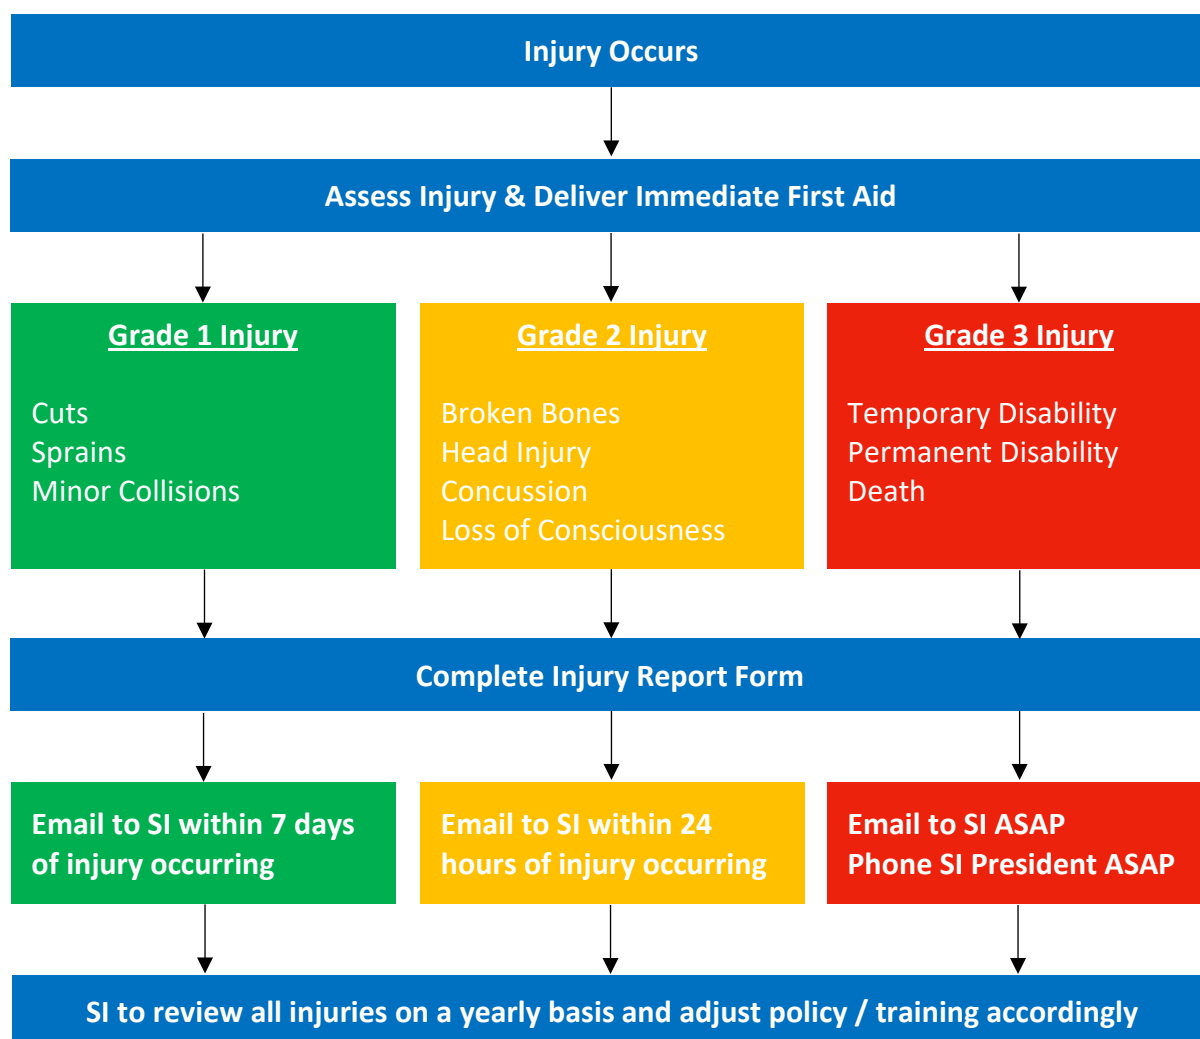 Injury Occurs
Assess Injury & Deliver Immediate First Aid
Grade 1 Injury
Cuts
Sprains
Minor Collisions
Grade 2 Injury
Broken Bones
Head Injury
Concussion
Loss of Consciousness
Grade 3 Injury
Temporary Disability
Permanent Disability
Death
Complete Injury Report Form
Email to SI within 7 days
of injury occurring
Email to SI within 24
hours of injury occurring
Email to SI ASAP
Phone SI President ASAP
SI to review all injuries on a yearly basis and adjust policy / training accordingly